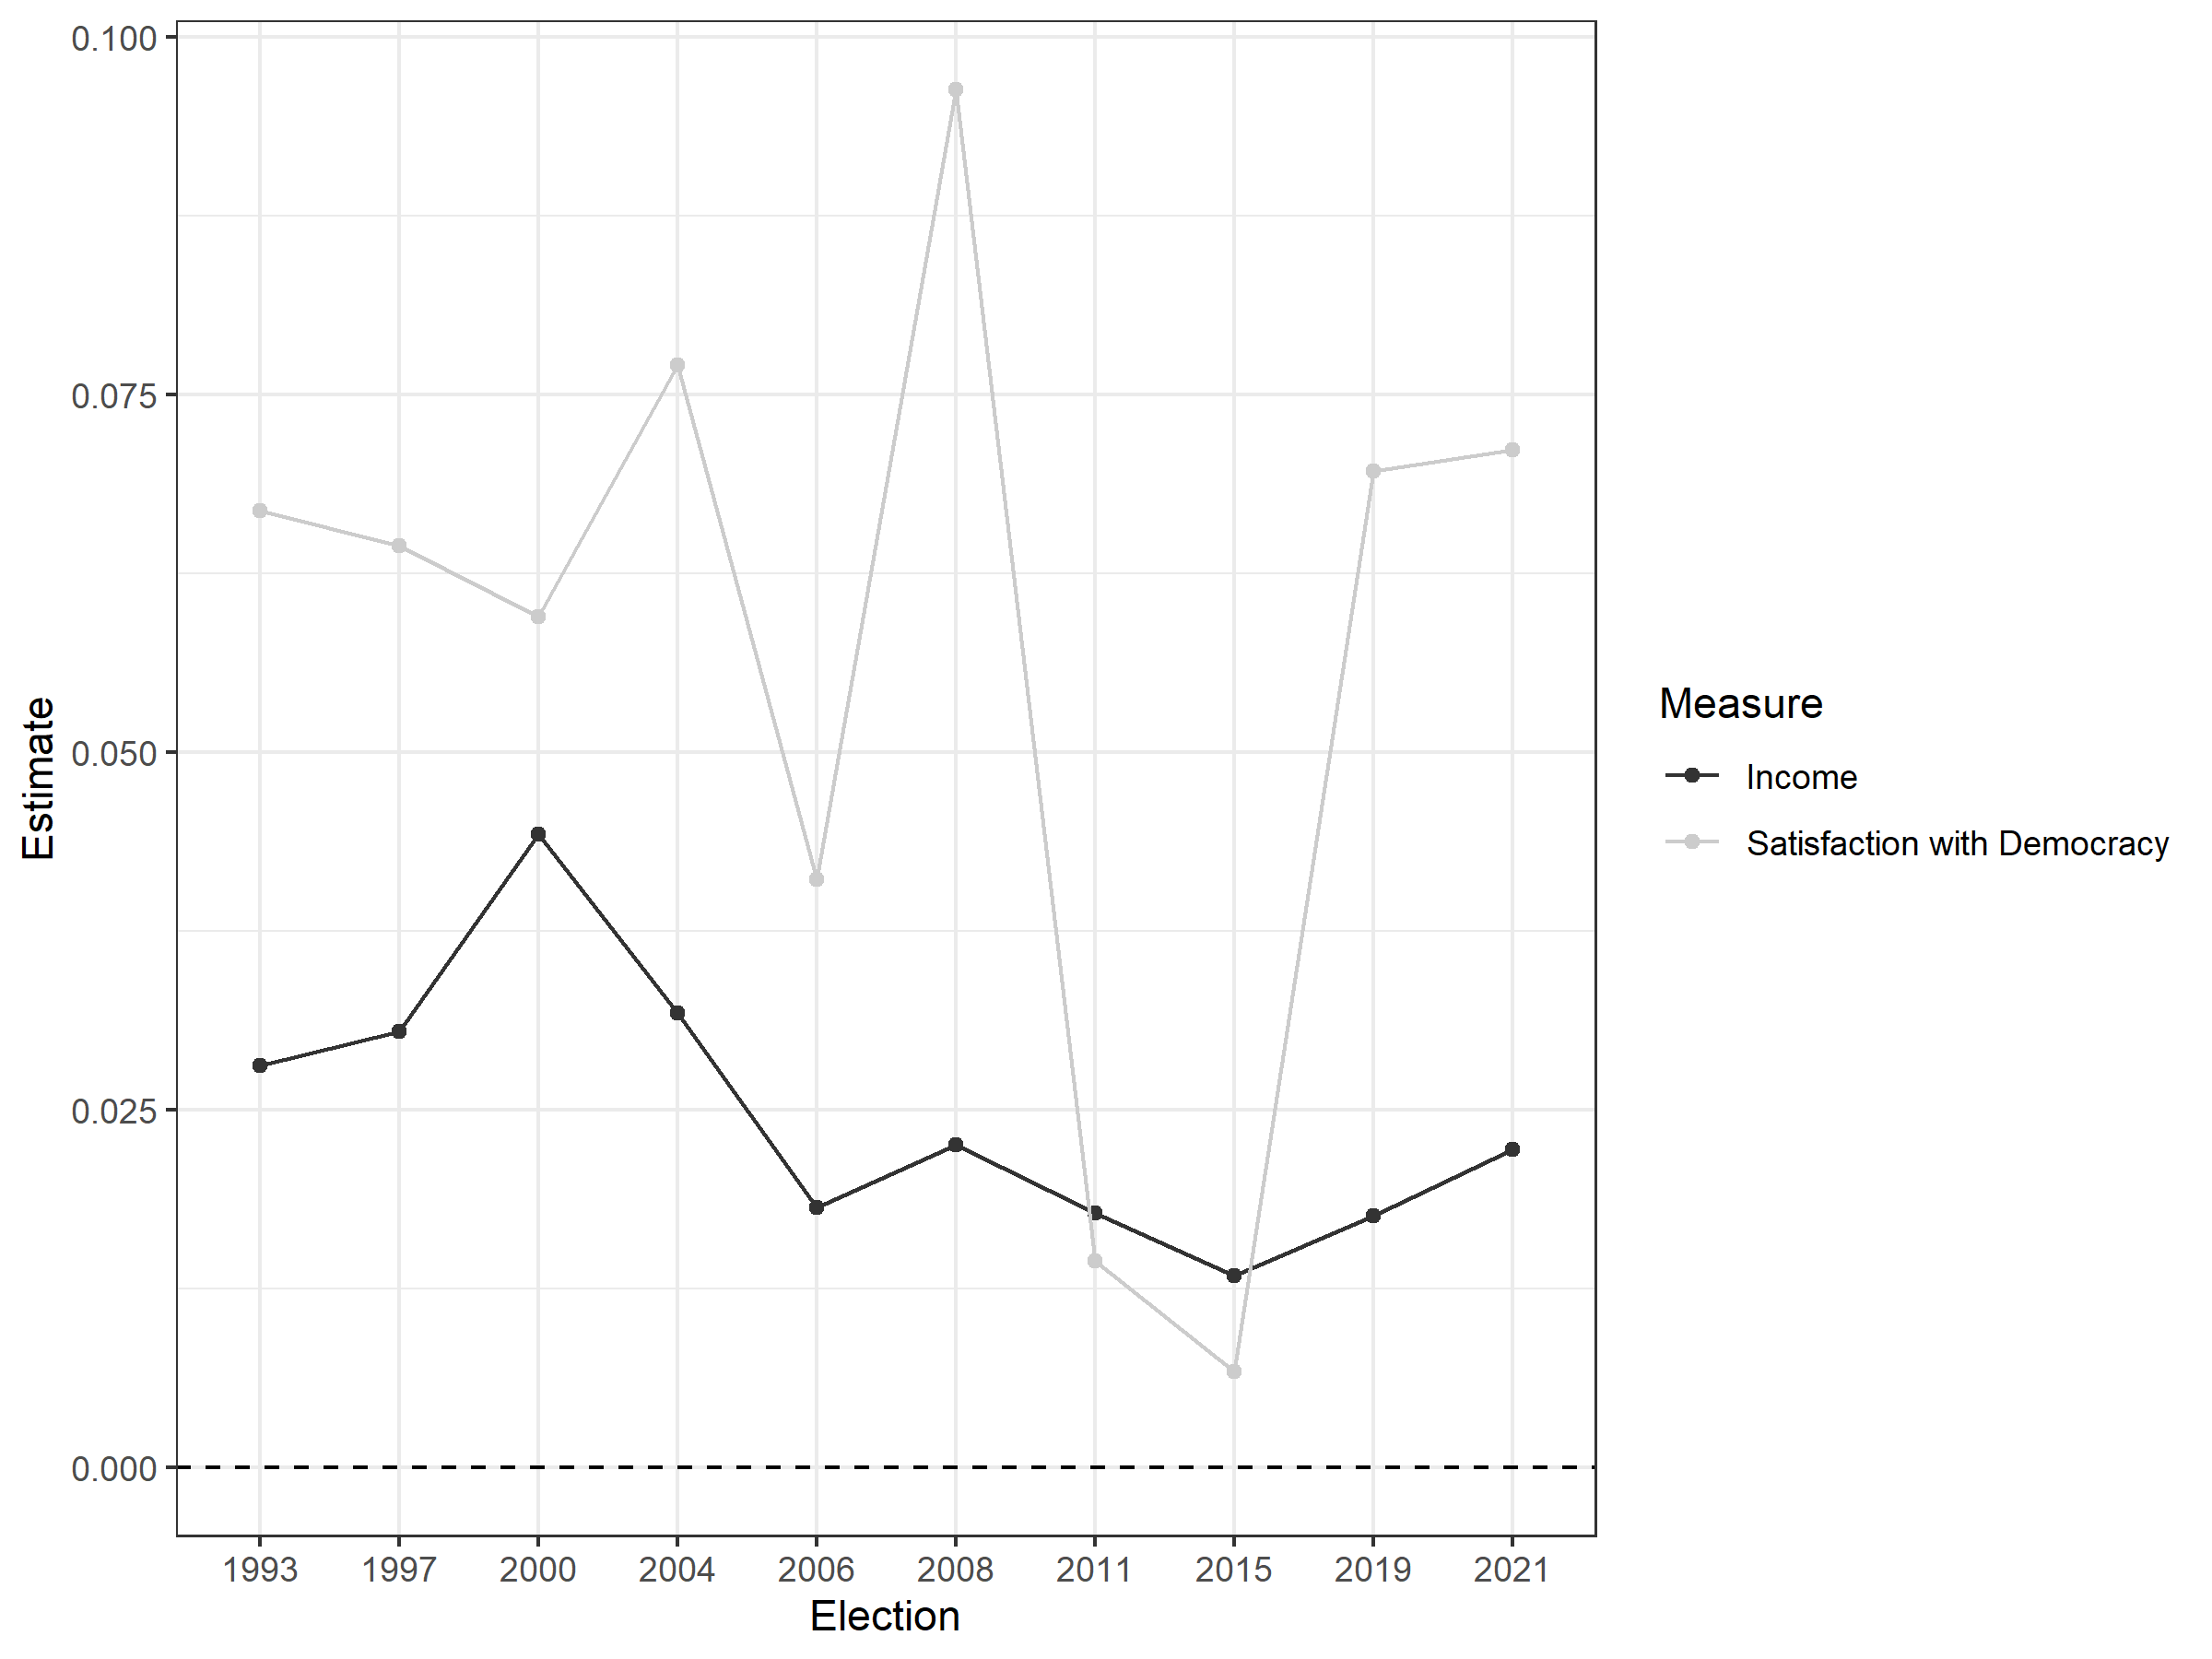 0.100
0.075
0.050
0.025
0.000
Estimate
1993 1997 2000 2004 2006 2008 2011 2015 2019 2021
Election
Measure
Income
Satisfaction with Democracy